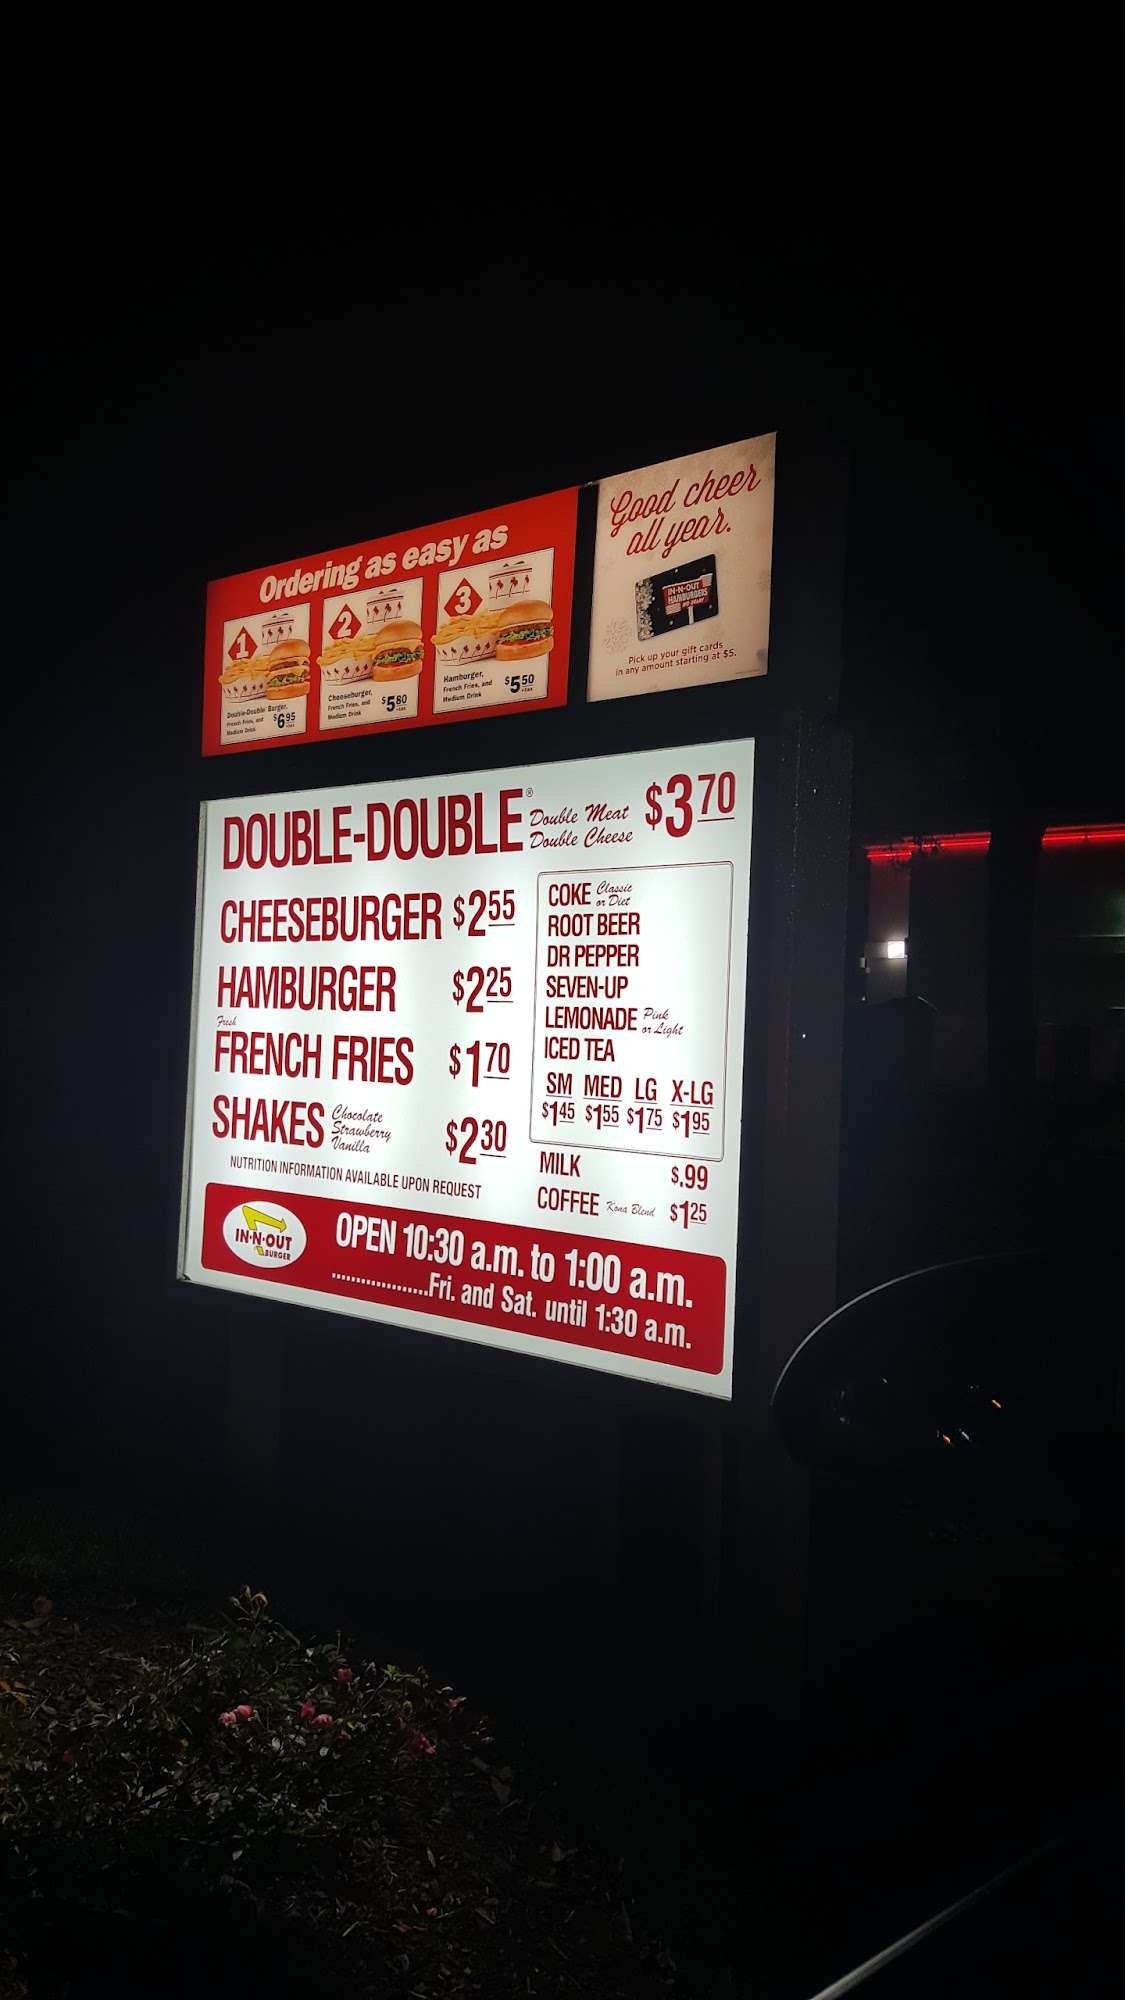 Ordering as easy as
1
Double-Double Burger,
French Fries, and
Medium Drink
$6 95
+tax
2
Cheeseburger,
French Fries, and
Medium Drink
$5 80
+tax
3
Hamburger,
French Fries, and
Medium Drink
$5 50
+tax
Good cheer
all year.
IN-N-OUT
HAMBURGERS
NO DELAY
Pick up your gift cards
in any amount starting at $5.
DOUBLE-DOUBLE® Double Meat Double Cheese $3 70
CHEESEBURGER $2 55
HAMBURGER $2 25
Fresh
FRENCH FRIES $1 70
SHAKES Chocolate Strawberry Vanilla $2 30
NUTRITION INFORMATION AVAILABLE UPON REQUEST
COKE Classic or Diet
ROOT BEER
DR PEPPER
SEVEN-UP
LEMONADE Pink or Light
ICED TEA
SM MED LG X-LG
$1 45 $1 55 $1 75 $1 95
MILK $.99
COFFEE Kona Blend $1 25
IN-N-OUT
BURGER
OPEN 10:30 a.m. to 1:00 a.m.
...................Fri. and Sat. until 1:30 a.m.